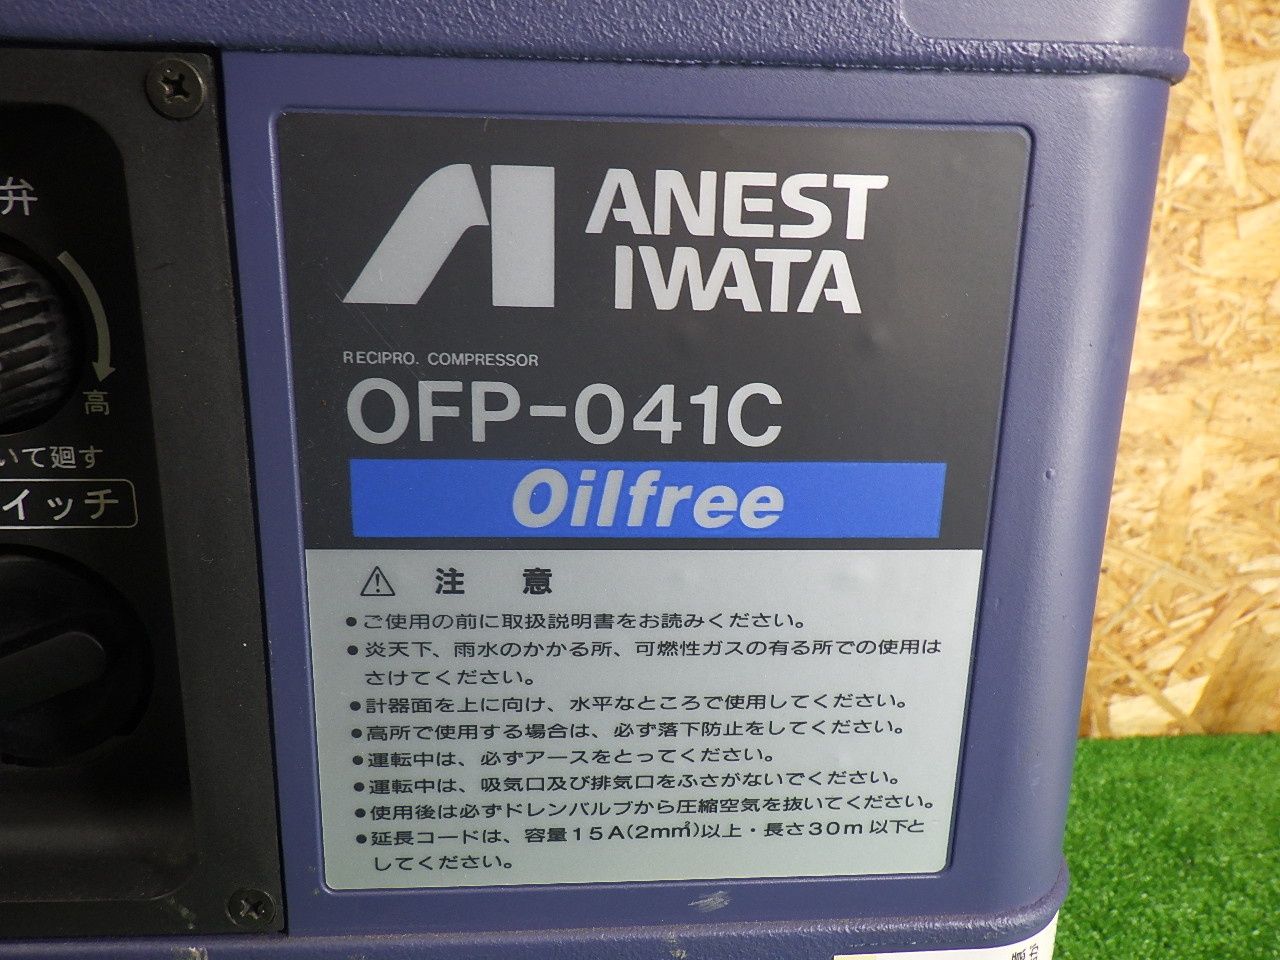 弁
高
いて廻す
イッチ
ANEST
IWATA
RECIPRO. COMPRESSOR
OFP-041C
Oilfree
⚠ 注 意
●ご使用の前に取扱説明書をお読みください。
●炎天下、雨水のかかる所、可燃性ガスの有る所での使用は
さけてください。
●計器面を上に向け、水平なところで使用してください。
●高所で使用する場合は、必ず落下防止をしてください。
●運転中は、必ずアースをとってください。
●運転中は、吸気口及び排気口をふさがないでください。
●使用後は必ずドレンバルブから圧縮空気を抜いてください。
●延長コードは、容量15A(2mm²)以上・長さ30m以下と
してください。